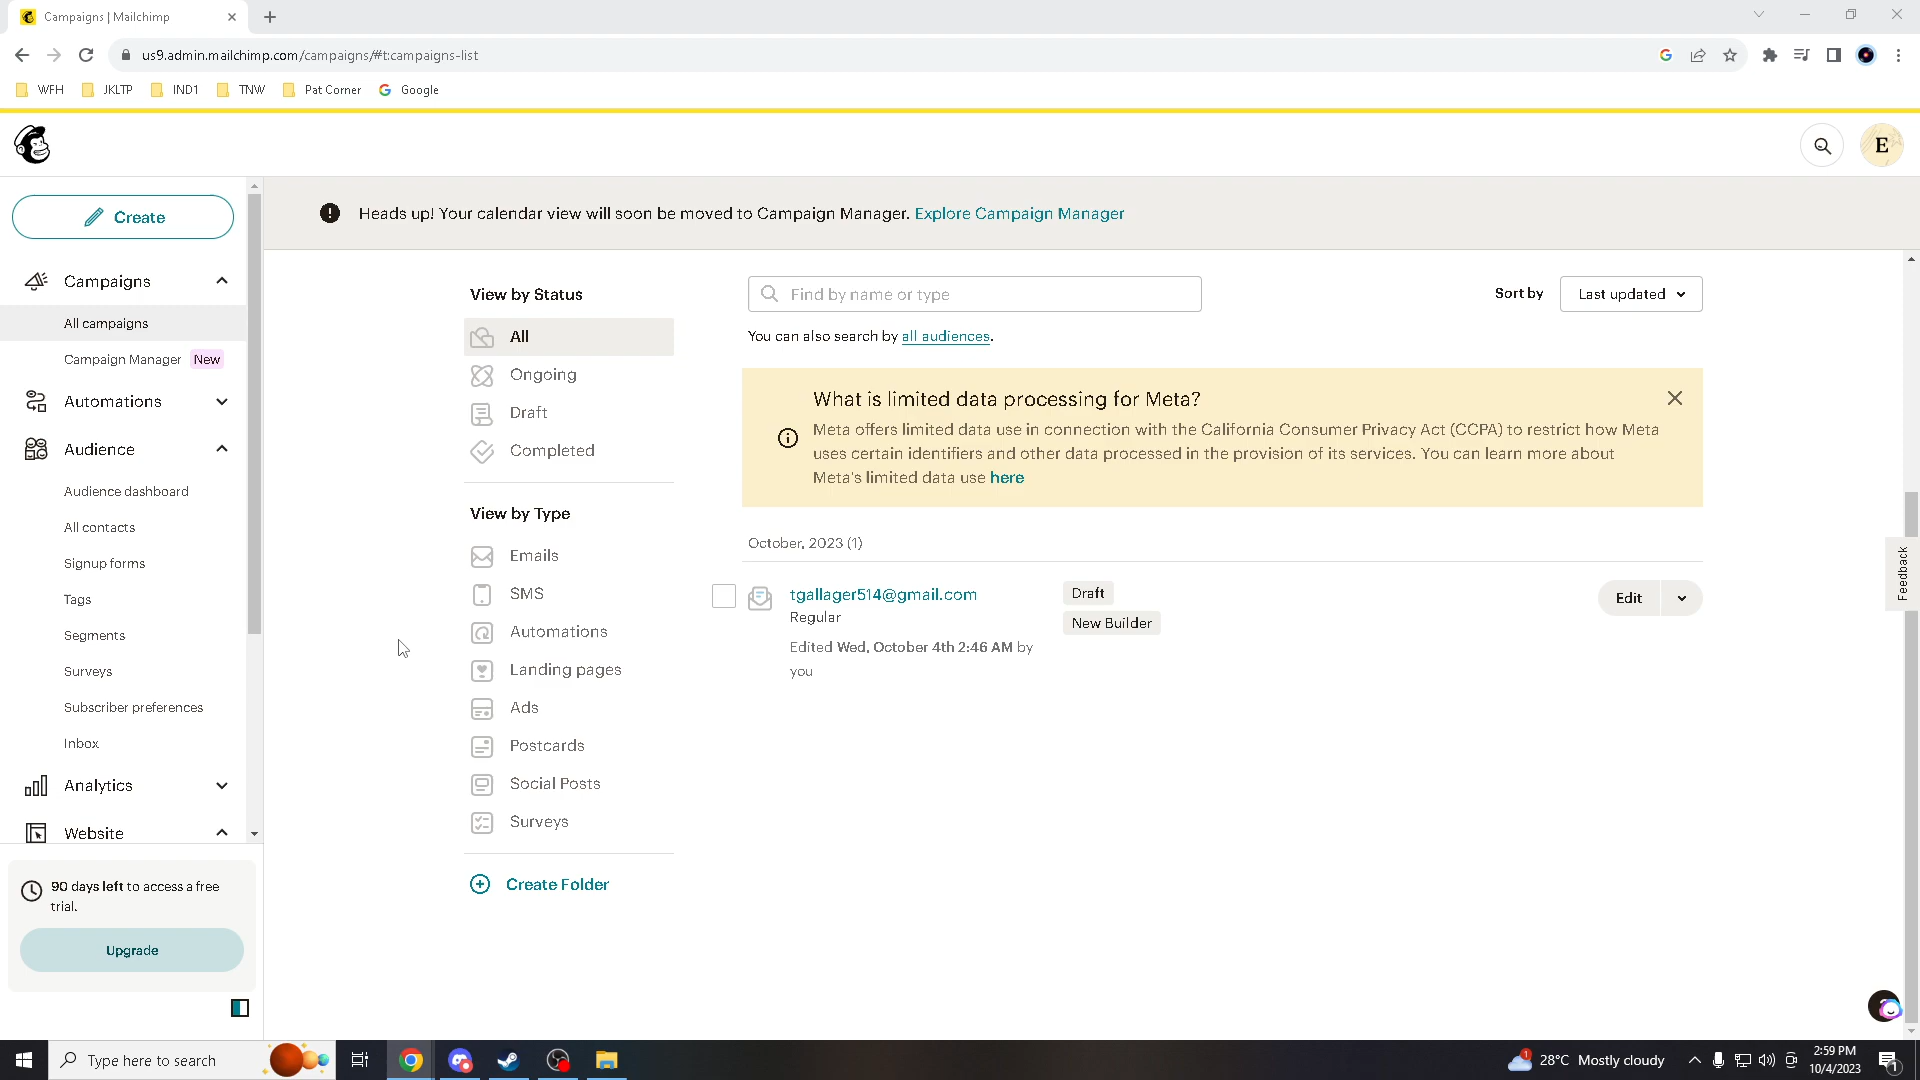 Campaigns | Mailchimp
us9.admin.mailchimp.com/campaigns/#t:campaigns-list
WFH
JKLTP
IND1
TNW
Pat Corner
Google
E
Create
Heads up! Your calendar view will soon be moved to Campaign Manager. Explore Campaign Manager
Campaigns
All campaigns
Campaign Manager New
Automations
Audience
Audience dashboard
All contacts
Signup forms
Tags
Segments
Surveys
Subscriber preferences
Inbox
Analytics
Website
90 days left to access a free
trial.
Upgrade
View by Status
All
Ongoing
Draft
Completed
View by Type
Emails
SMS
Automations
Landing pages
Ads
Postcards
Social Posts
Surveys
Create Folder
Find by name or type
Sort by
Last updated
You can also search by all audiences.
What is limited data processing for Meta?
Meta offers limited data use in connection with the California Consumer Privacy Act (CCPA) to restrict how Meta
uses certain identifiers and other data processed in the provision of its services. You can learn more about
Meta's limited data use here
October, 2023 (1)
tgallager514@gmail.com
Regular
Edited Wed, October 4th 2:46 AM by
you
Draft
New Builder
Edit
Feedback
Type here to search
1
28°C Mostly cloudy
2:59 PM
10/4/2023
1